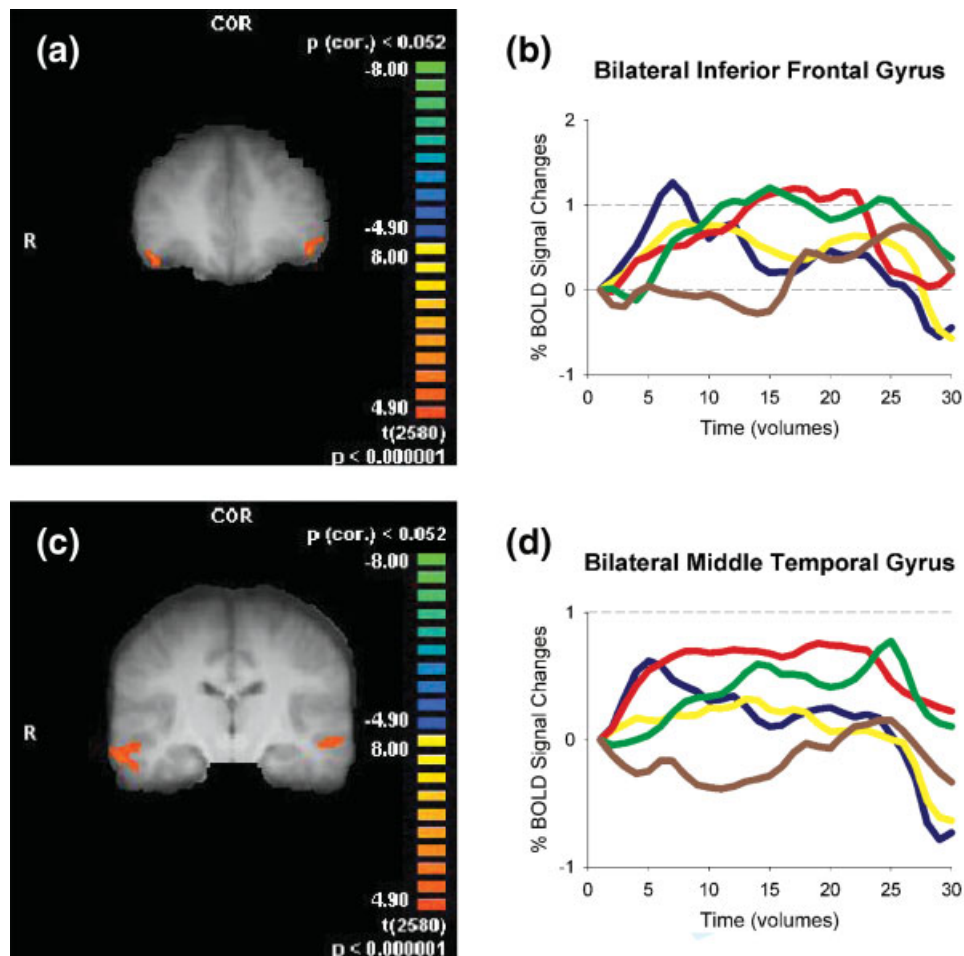 (a)
COR
p (cor.) < 0.052
-8.00
-4.90
8.00
4.90
t(2580)
p < 0.000001
R
(b)
Bilateral Inferior Frontal Gyrus
% BOLD Signal Changes
2
1
0
-1
0 5 10 15 20 25 30
Time (volumes)
(c)
COR
p (cor.) < 0.052
-8.00
-4.90
8.00
4.90
t(2580)
p < 0.000001
R
(d)
Bilateral Middle Temporal Gyrus
% BOLD Signal Changes
1
0
-1
0 5 10 15 20 25 30
Time (volumes)